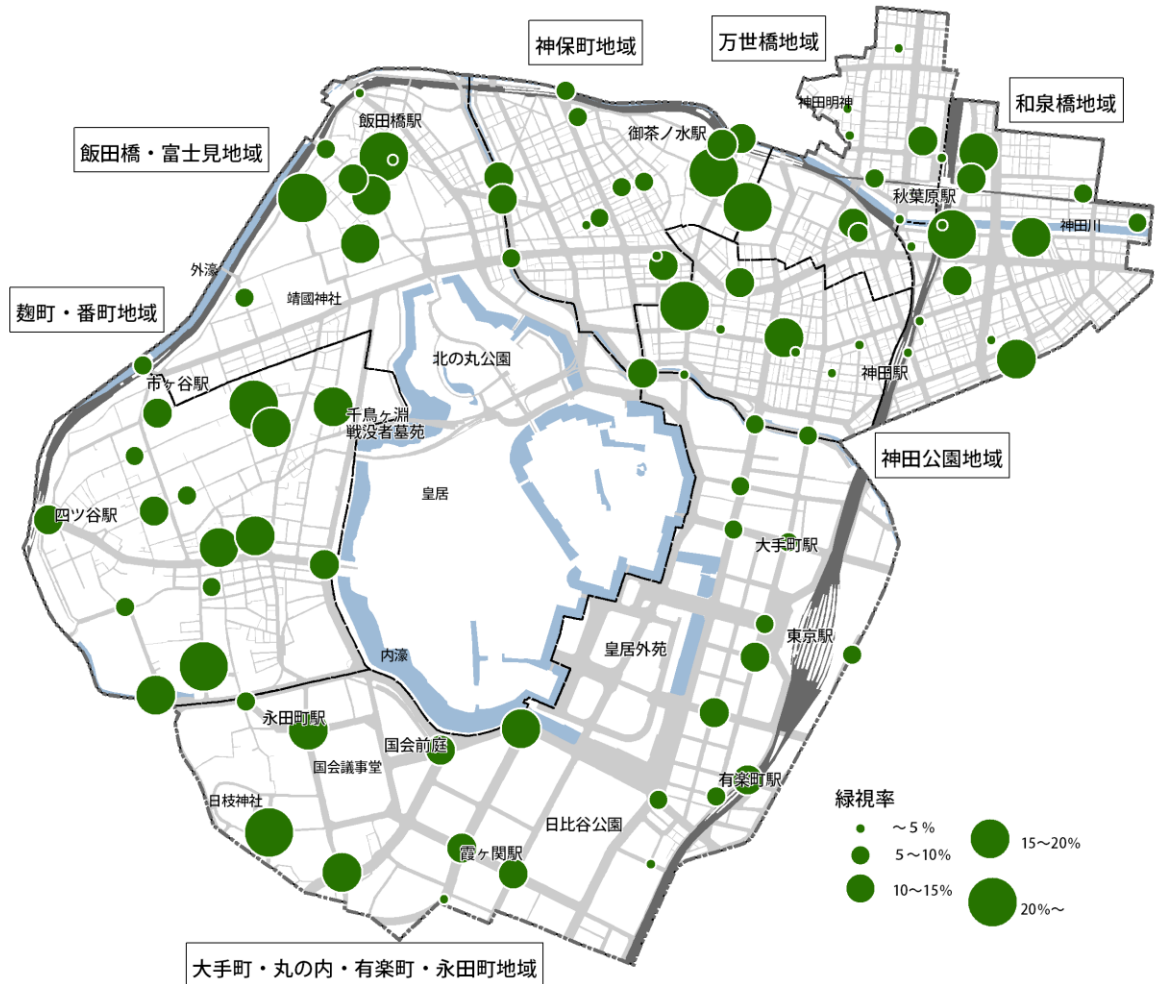 神保町地域
万世橋地域
和泉橋地域
飯田橋・富士見地域
麹町・番町地域
神田公園地域
大手町・丸の内・有楽町・永田町地域
飯田橋駅
御茶ノ水駅
神田明神
秋葉原駅
神田川
外濠
靖國神社
北の丸公園
市ヶ谷駅
千鳥ヶ淵
戦没者墓苑
神田駅
皇居
四ツ谷駅
大手町駅
皇居外苑
東京駅
内濠
永田町駅
国会前庭
国会議事堂
有楽町駅
日枝神社
日比谷公園
霞ヶ関駅
緑視率
～5%
5～10%
10～15%
15～20%
20%～